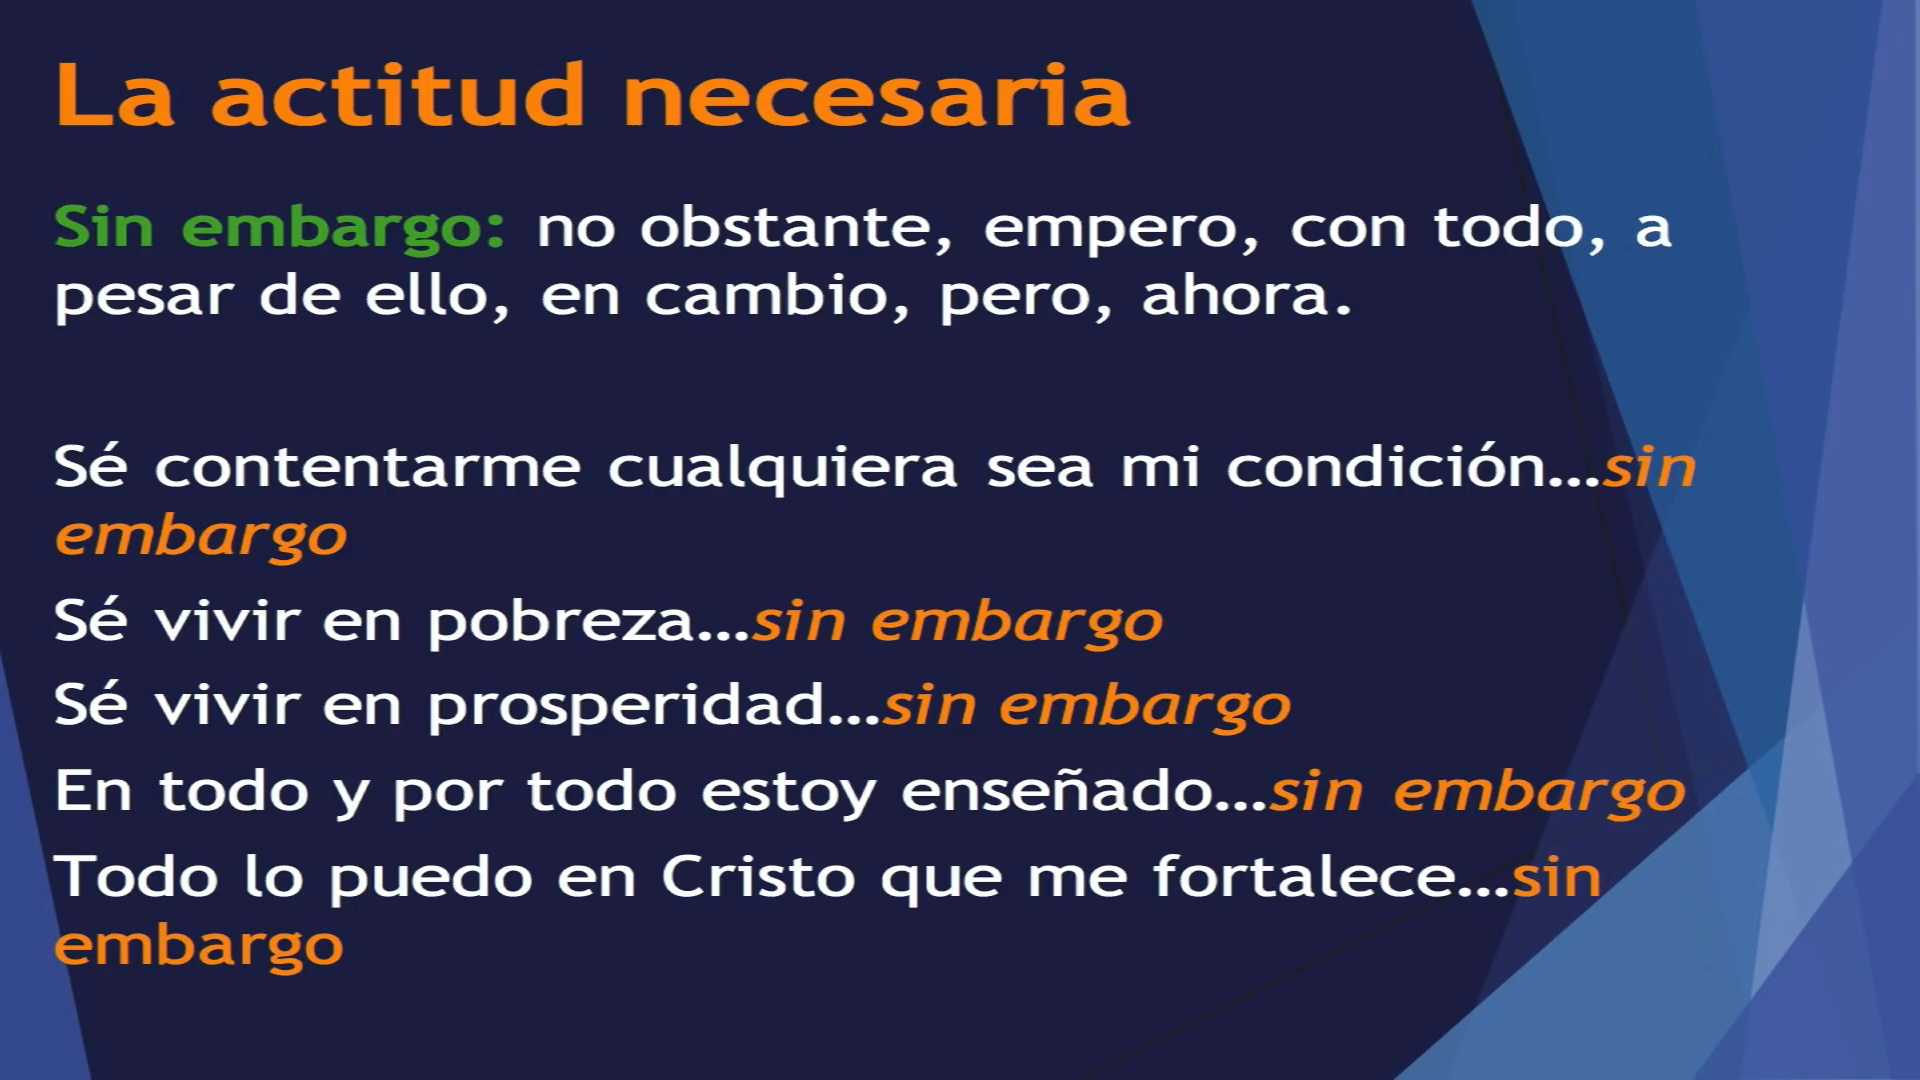 La actitud necesaria
Sin embargo: no obstante, empero, con todo, a
pesar de ello, en cambio, pero, ahora.
Sé contentarme cualquiera sea mi condición...sin
embargo
Sé vivir en pobreza...sin embargo
Sé vivir en prosperidad...sin embargo
En todo y por todo estoy enseñado...sin embargo
Todo lo puedo en Cristo que me fortalece...sin
embargo